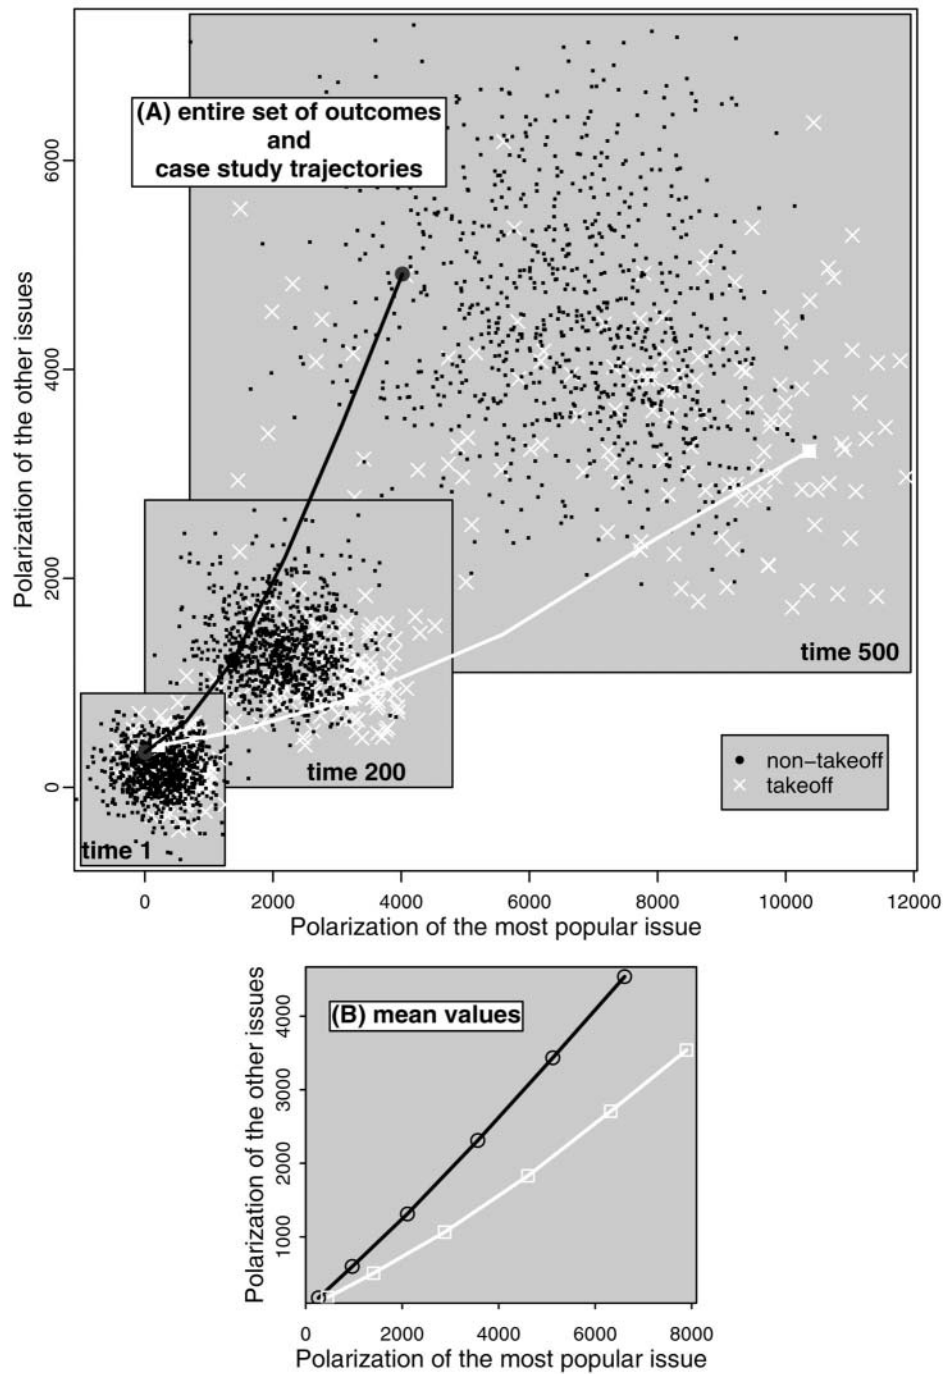 (A) entire set of outcomes
and
case study trajectories
Polarization of the other issues
6000
4000
2000
0
time 500
time 200
time 1
non−takeoff
takeoff
0 2000 4000 6000 8000 10000 12000
Polarization of the most popular issue
(B) mean values
Polarization of the other issues
4000
3000
2000
1000
0 2000 4000 6000 8000
Polarization of the most popular issue